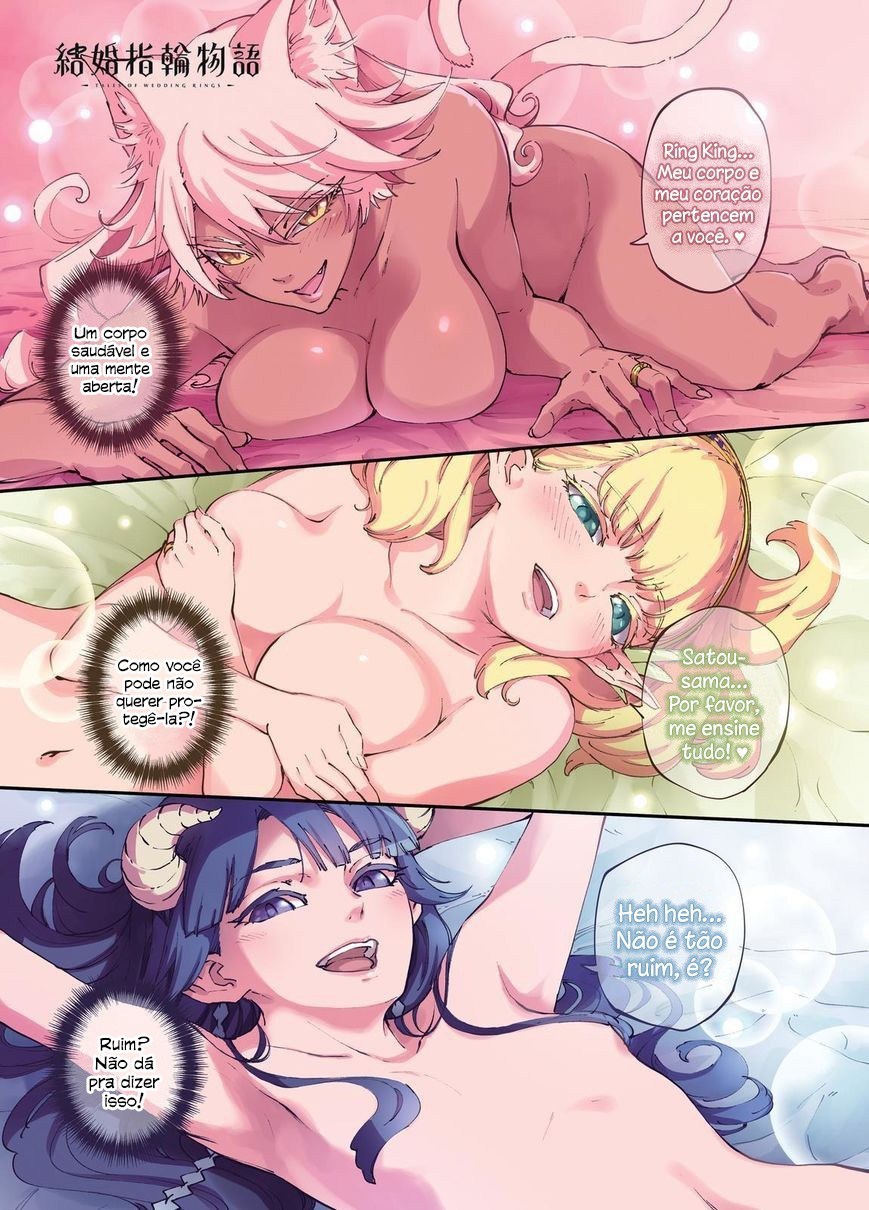 結婚指輪物語
TALES OF WEDDING RINGS
Ring King...
Meu corpo e
meu coração
pertencem
a você. ♥
Um corpo
saudável e
uma mente
aberta!
Satou-
sama...
Por favor,
me ensine
tudo! ♥
Como você
pode não
querer pro-
tegê-la?!
Heh heh...
Não é tão
ruim, é?
Ruim?
Não dá
pra dizer
isso!